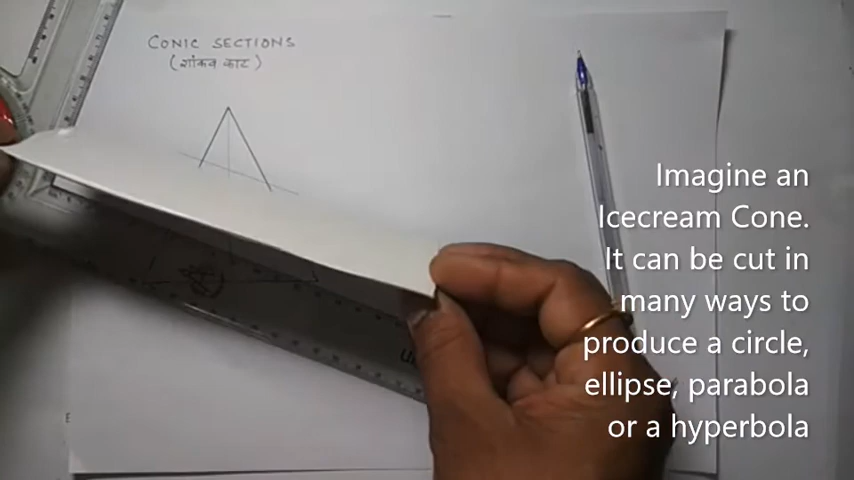 CONIC SECTIONS
(शांकव काट)
Imagine an
Icecream Cone.
It can be cut in
many ways to
produce a circle,
ellipse, parabola
or a hyperbola